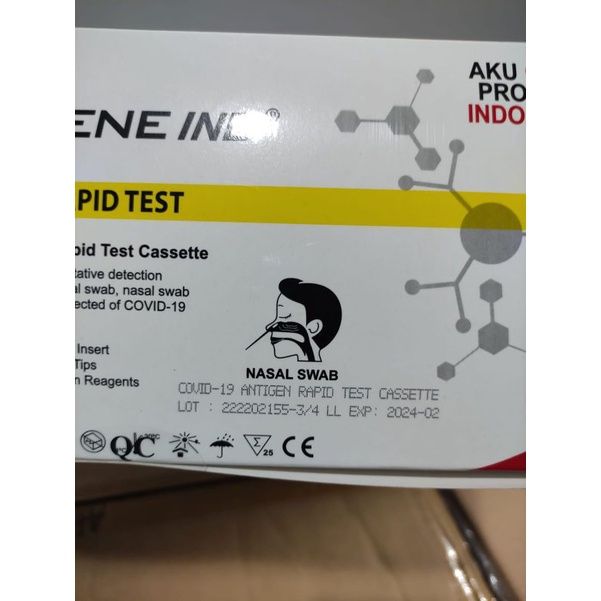 AKU
PRO
INDO
ENE IND®
PID TEST
pid Test Cassette
tative detection
al swab, nasal swab
ected of COVID-19
Insert
Tips
n Reagents
NASAL SWAB
COVID-19 ANTIGEN RAPID TEST CASSETTE
LOT : 222202155-3/4 LL EXP: 2024-02
QC
25
CE